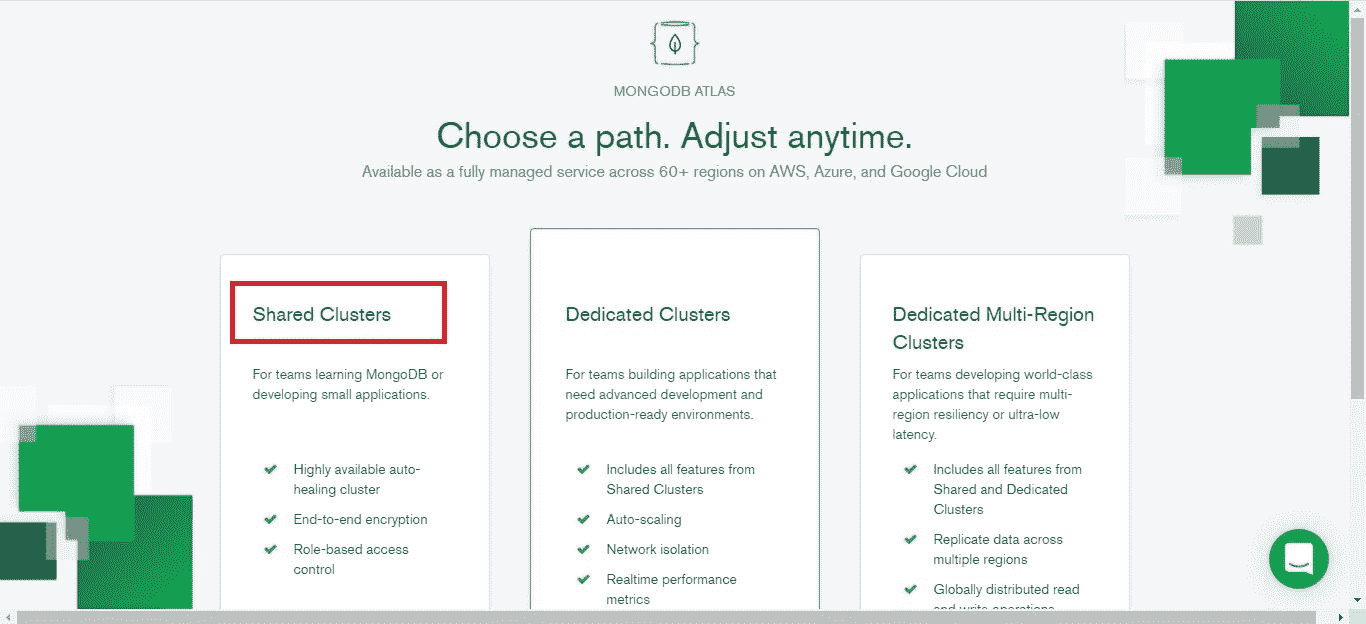 MONGODB ATLAS
Choose a path. Adjust anytime.
Available as a fully managed service across 60+ regions on AWS, Azure, and Google Cloud
Shared Clusters
For teams learning MongoDB or
developing small applications.
Highly available auto-
healing cluster
End-to-end encryption
Role-based access
control
Dedicated Clusters
For teams building applications that
need advanced development and
production-ready environments.
Includes all features from
Shared Clusters
Auto-scaling
Network isolation
Realtime performance
metrics
Dedicated Multi-Region
Clusters
For teams developing world-class
applications that require multi-
region resiliency or ultra-low
latency.
Includes all features from
Shared and Dedicated
Clusters
Replicate data across
multiple regions
Globally distributed read
and write operations